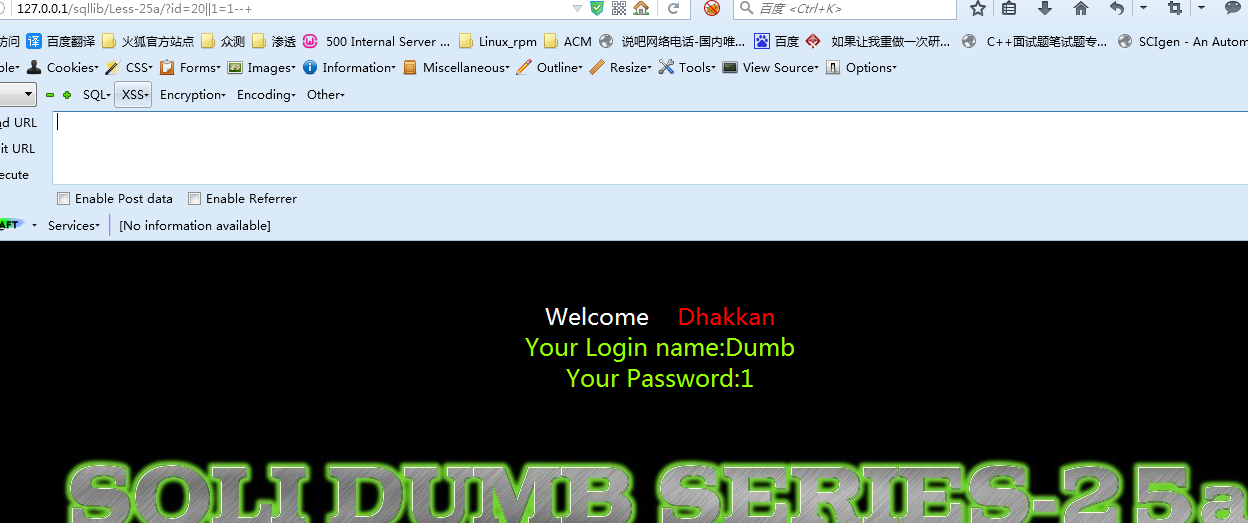 127.0.0.1/sqllib/Less-25a/?id=20||1=1--+ 百度 <Ctrl+K>
访问 译 百度翻译 火狐官方站点 众测 渗透 500 Internal Server ... Linux_rpm ACM 说吧网络电话-国内唯... 百度 如果让我重做一次研... C++面试题笔试题专... SCIgen - An Autom
ble Cookies CSS Forms Images Information Miscellaneous Outline Resize Tools View Source Options
SQL XSS Encryption Encoding Other
d URL
it URL
ecute
Enable Post data Enable Referrer
AFT Services [No information available]
Welcome Dhakkan
Your Login name:Dumb
Your Password:1
SQLI DUMB SERIES-25a